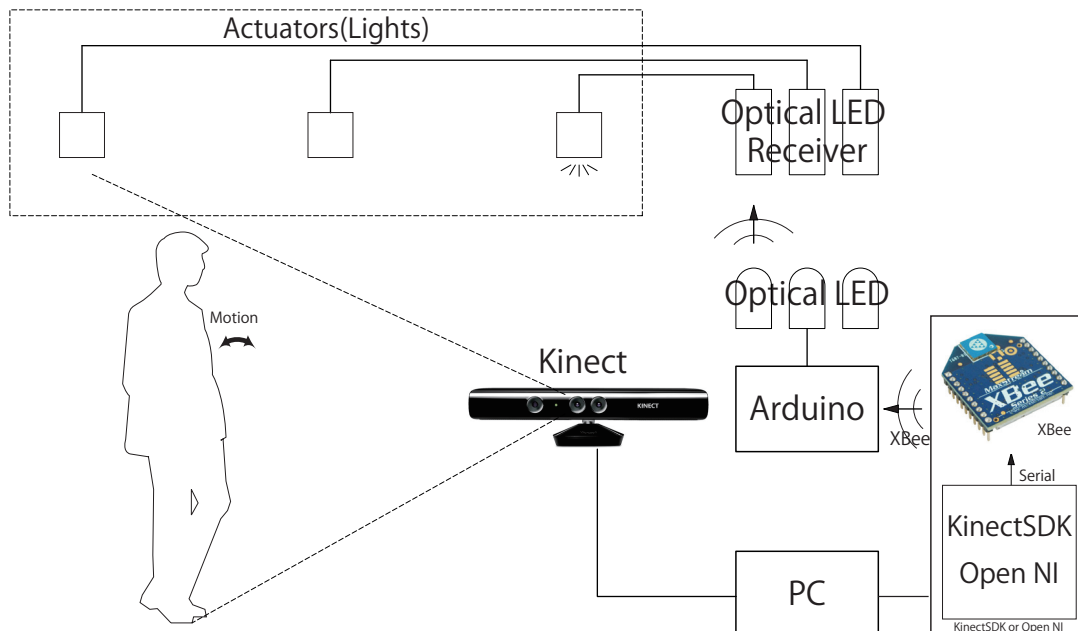 Actuators(Lights)
Optical LED
Receiver
Motion
Optical LED
Kinect
KINECT
Arduino
XBee
MaxStream
XBee
Series 2
XBee
Serial
KinectSDK
Open NI
PC
KinectSDK or Open NI